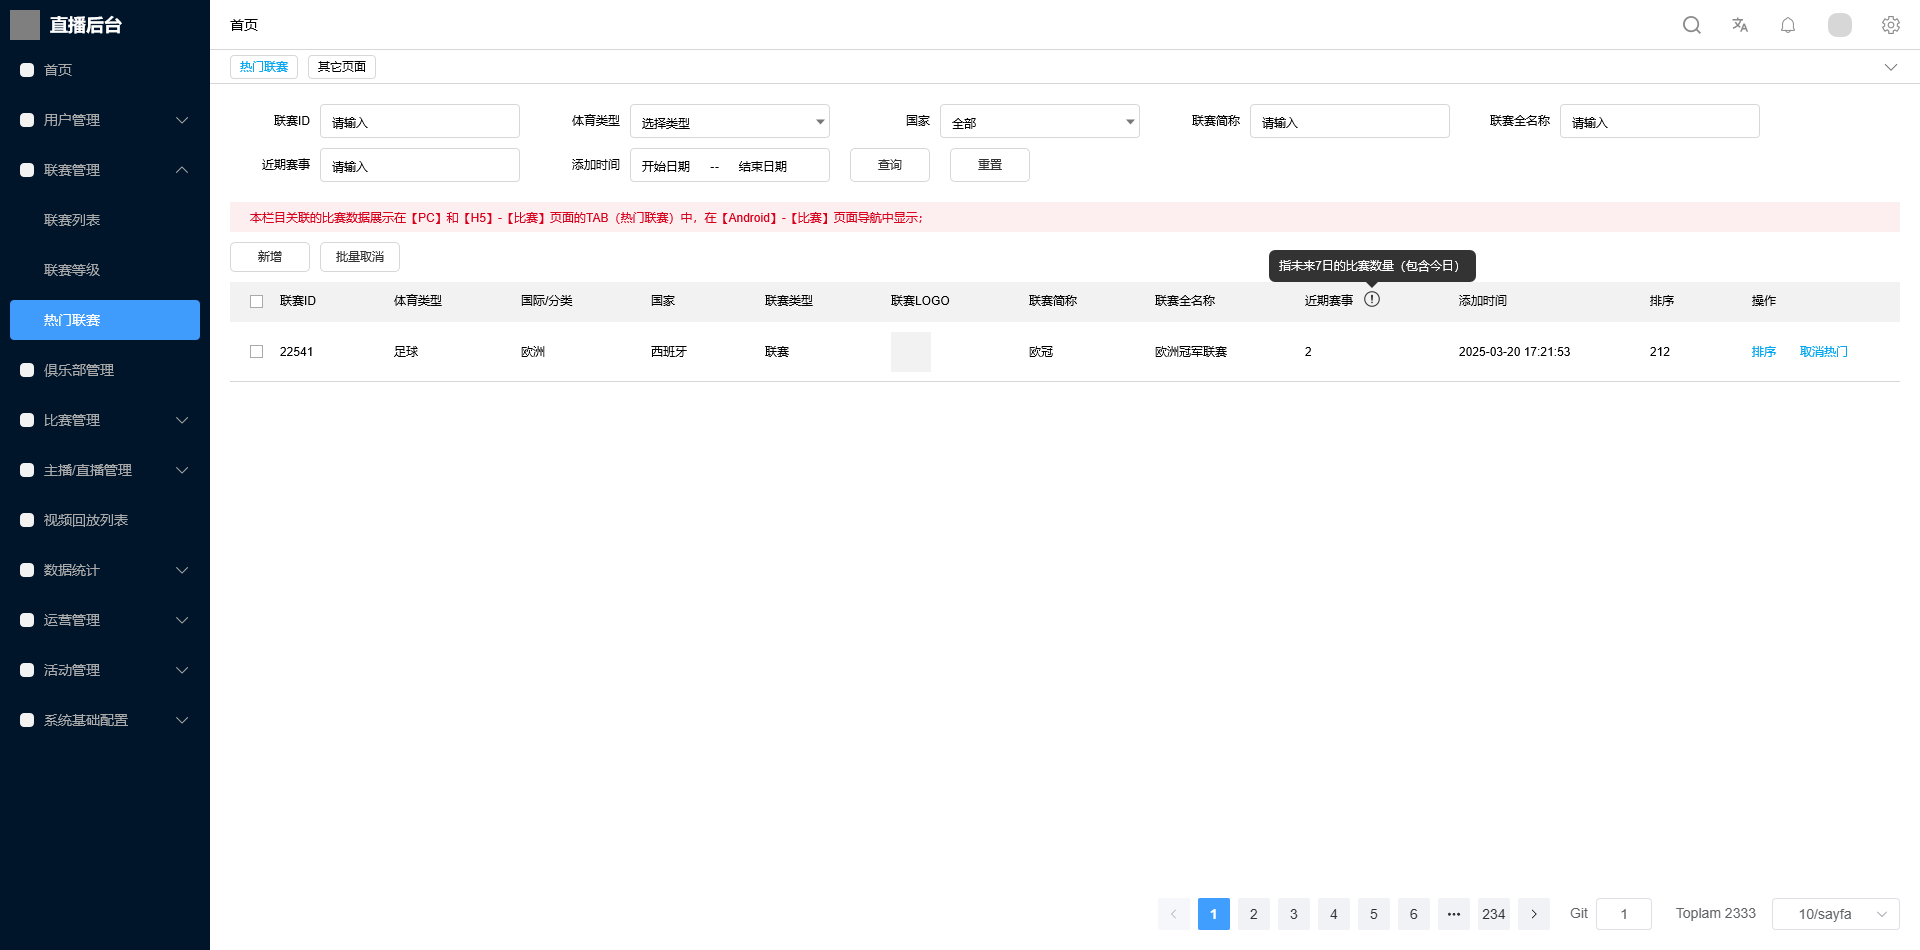 直播后台
首页
首页
用户管理
联赛管理
联赛列表
联赛等级
热门联赛
俱乐部管理
比赛管理
主播/直播管理
视频回放列表
数据统计
运营管理
活动管理
系统基础配置
热门联赛 其它页面
联赛ID 请输入 体育类型 选择类型 国家 全部 联赛简称 请输入 联赛全名称 请输入
近期赛事 请输入 添加时间 开始日期 -- 结束日期 查询 重置
本栏目关联的比赛数据展示在【PC】和【H5】-【比赛】页面的TAB（热门联赛）中，在【Android】-【比赛】页面导航中显示；
新增 批量取消
指未来7日的比赛数量（包含今日）
联赛ID 体育类型 国际/分类 国家 联赛类型 联赛LOGO 联赛简称 联赛全名称 近期赛事 添加时间 排序 操作
22541 足球 欧洲 西班牙 联赛 欧冠 欧洲冠军联赛 2 2025-03-20 17:21:53 212 排序 取消热门
1 2 3 4 5 6 ••• 234 Git 1 Toplam 2333 10/sayfa